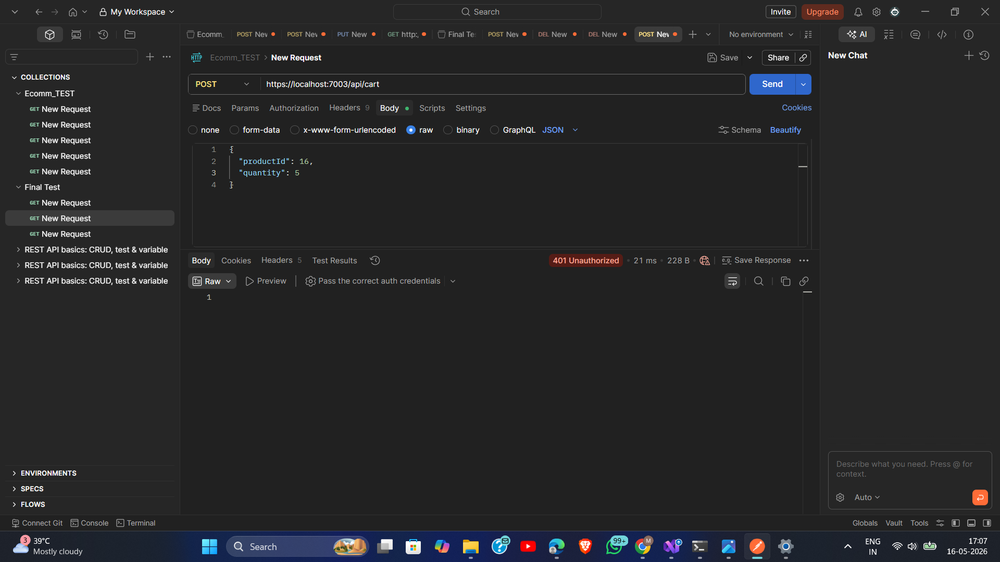 My Workspace
Search
Invite
Upgrade
Ecomm_
POST New
POST New
PUT New
GET http:/
Final Te
POST New
DEL New
DEL New
POST New
No environment
AI
HTTP
Ecomm_TEST > New Request
Save
Share
New Chat
COLLECTIONS
POST
https://localhost:7003/api/cart
Send
Ecomm_TEST
GET New Request
GET New Request
GET New Request
GET New Request
GET New Request
Final Test
GET New Request
GET New Request
GET New Request
REST API basics: CRUD, test & variable
REST API basics: CRUD, test & variable
REST API basics: CRUD, test & variable
Docs
Params
Authorization
Headers 9
Body
Scripts
Settings
Cookies
none
form-data
x-www-form-urlencoded
raw
binary
GraphQL
JSON
Schema
Beautify
1 {
2 "productId": 16,
3 "quantity": 5
4 }
Body
Cookies
Headers 5
Test Results
401 Unauthorized
21 ms
228 B
e.g. Save Response
Raw
Preview
Pass the correct auth credentials
1
ENVIRONMENTS
SPECS
FLOWS
Describe what you need. Press @ for
context.
Auto
Connect Git
Console
Terminal
Globals
Vault
Tools
3
39°C
Mostly cloudy
Search
99+
M
ENG
IN
17:07
16-05-2026